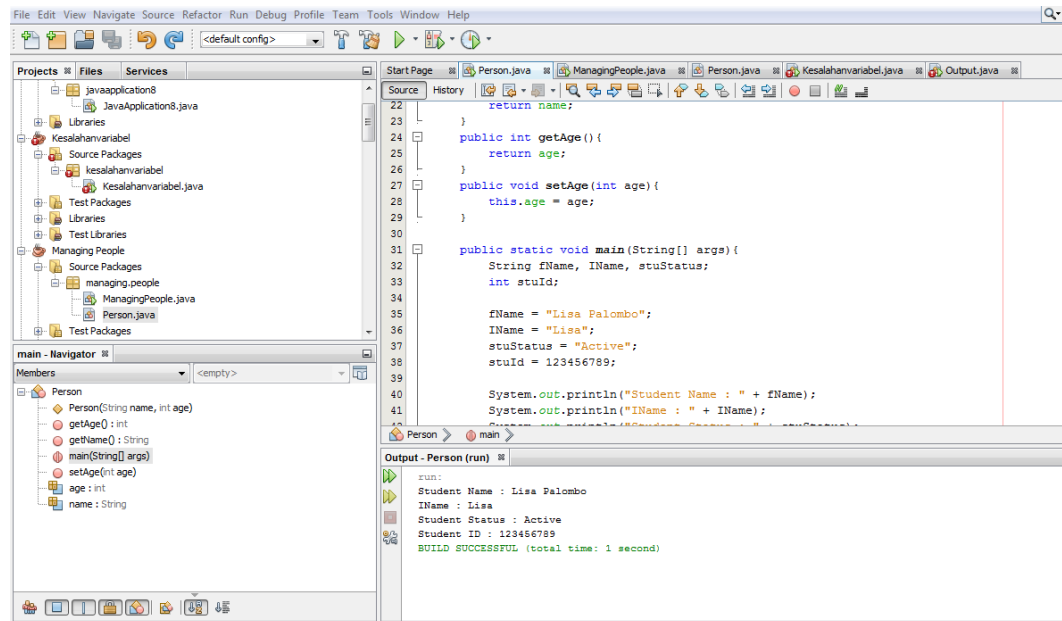 File Edit View Navigate Source Refactor Run Debug Profile Team Tools Window Help
<default config>
Projects Files Services
javaapplication8
JavaApplication8.java
Libraries
Kesalahanvariabel
Source Packages
kesalahanvariabel
Kesalahanvariabel.java
Test Packages
Libraries
Test Libraries
Managing People
Source Packages
managing.people
ManagingPeople.java
Person.java
Test Packages
main - Navigator
Members <empty>
Person
Person(String name, int age)
getAge() : int
getName() : String
main(String[] args)
setAge(int age)
age : int
name : String
Start Page Person.java ManagingPeople.java Person.java Kesalahanvariabel.java Output.java
Source History
22 return name;
23 }
24 public int getAge(){
25 return age;
26 }
27 public void setAge(int age){
28 this.age = age;
29 }
30
31 public static void main(String[] args){
32 String fName, IName, stuStatus;
33 int stuId;
34
35 fName = "Lisa Palombo";
36 IName = "Lisa";
37 stuStatus = "Active";
38 stuId = 123456789;
39
40 System.out.println("Student Name : " + fName);
41 System.out.println("IName : " + IName);
42 System.out.println("Student Status : " + stuStatus);
Person main
Output - Person (run)
run:
Student Name : Lisa Palombo
IName : Lisa
Student Status : Active
Student ID : 123456789
BUILD SUCCESSFUL (total time: 1 second)